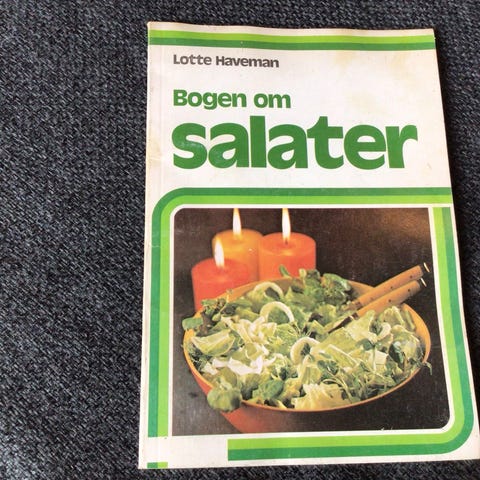 Lotte Haveman
Bogen om
salater